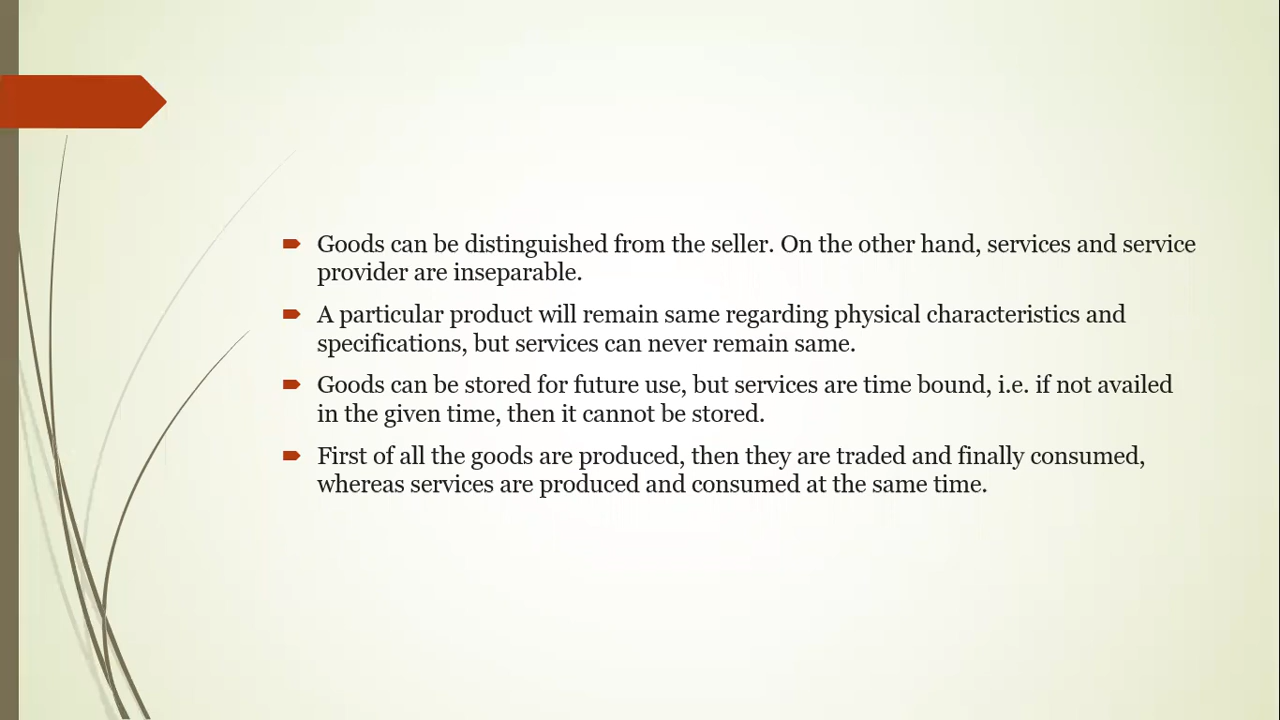 Goods can be distinguished from the seller. On the other hand, services and service
provider are inseparable.
A particular product will remain same regarding physical characteristics and
specifications, but services can never remain same.
Goods can be stored for future use, but services are time bound, i.e. if not availed
in the given time, then it cannot be stored.
First of all the goods are produced, then they are traded and finally consumed,
whereas services are produced and consumed at the same time.